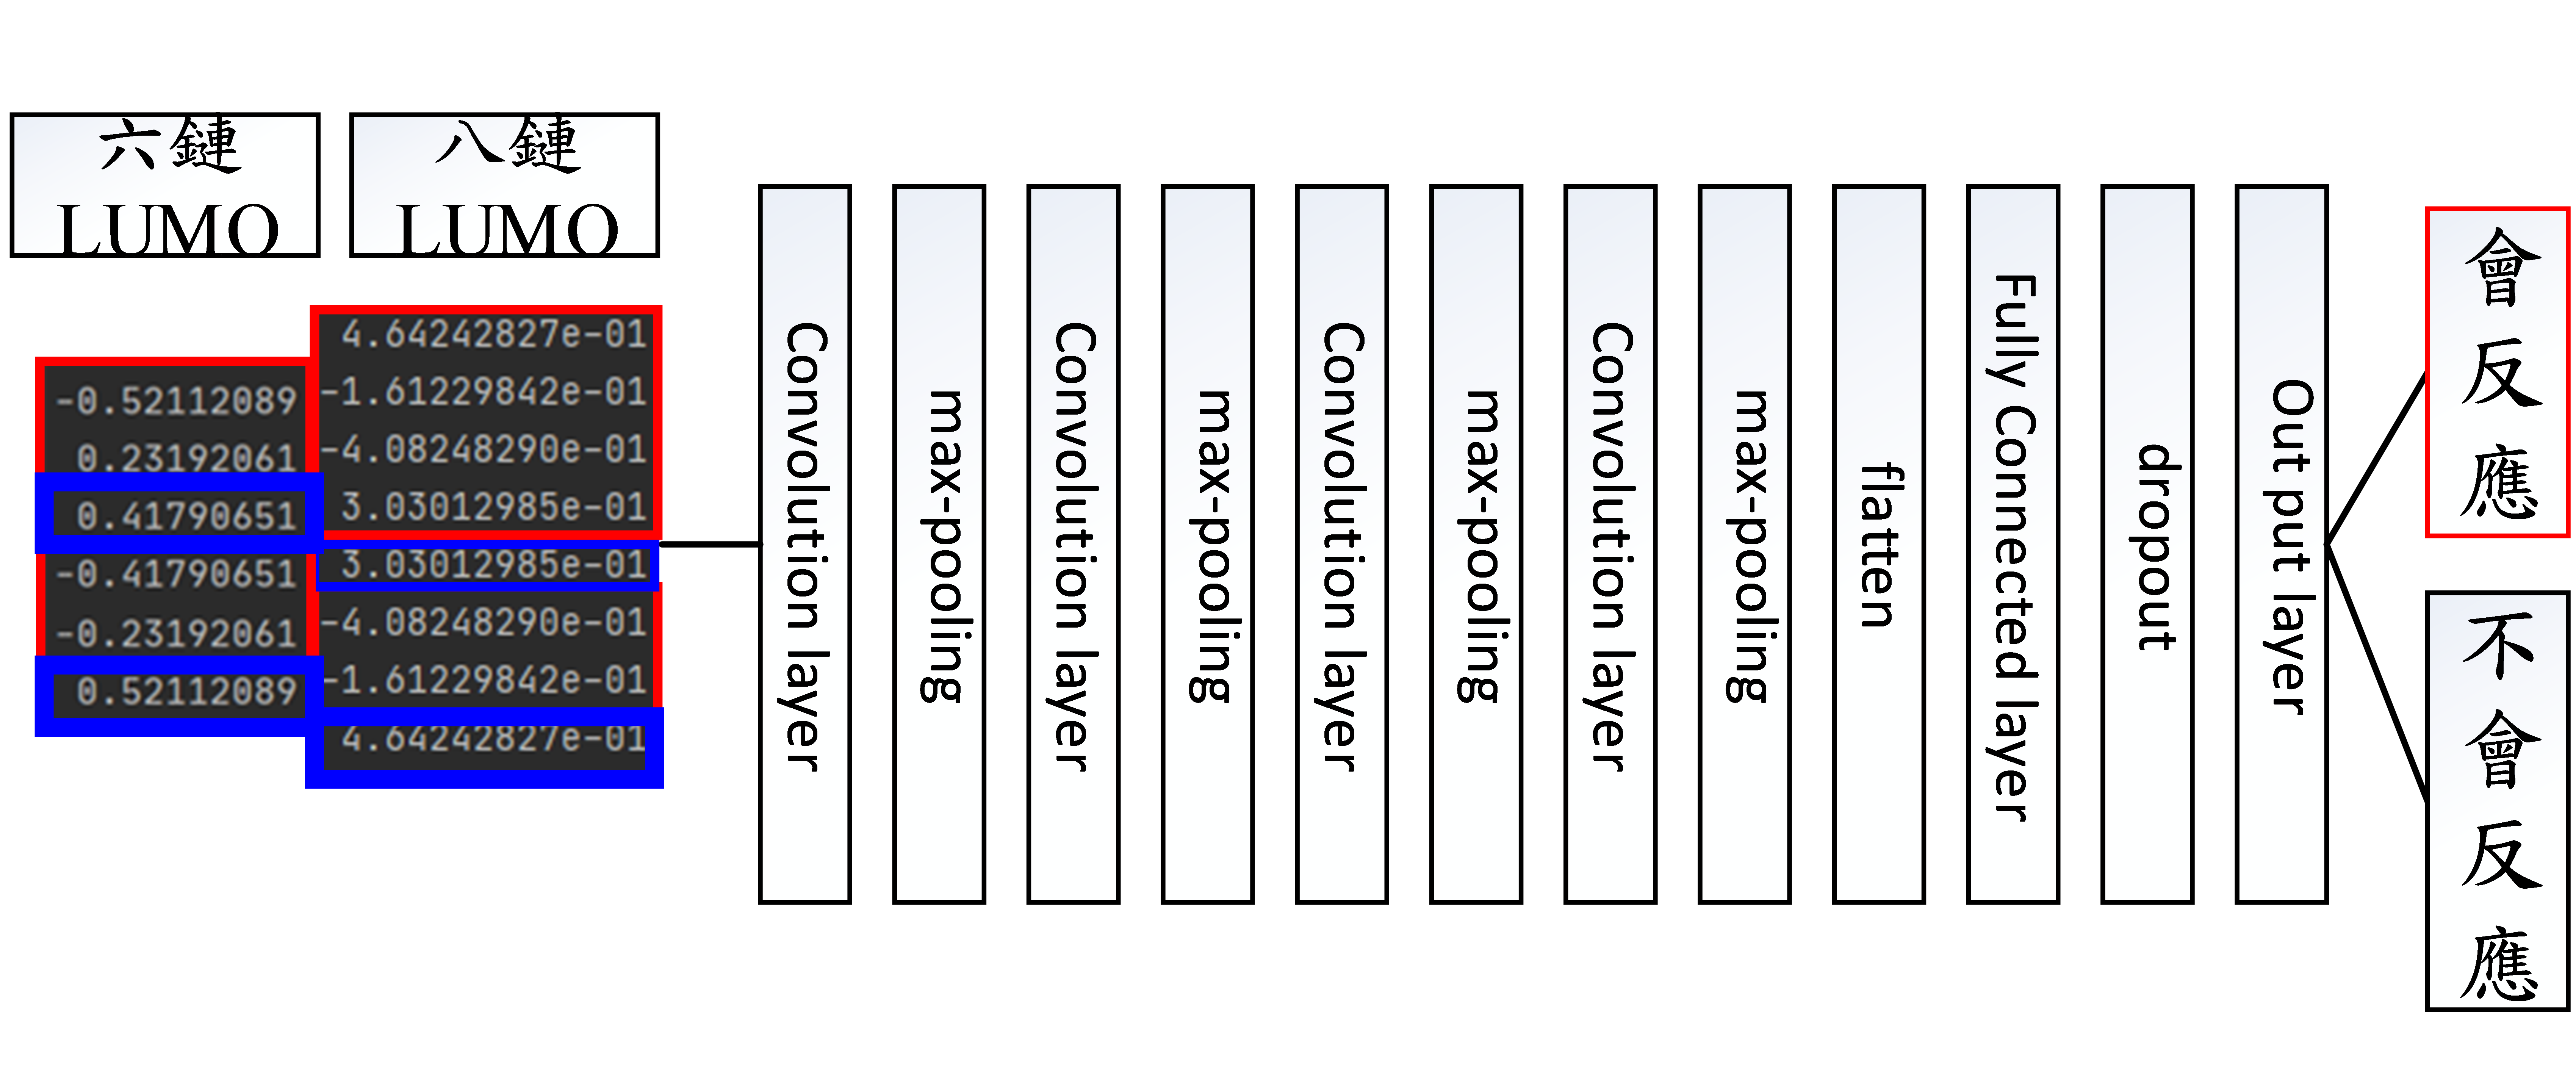 六鏈
LUMO
八鏈
LUMO
-0.52112089
0.23192061
0.41790651
-0.41790651
-0.23192061
0.52112089
4.64242827e-01
-1.61229842e-01
-4.08248290e-01
3.03012985e-01
3.03012985e-01
-4.08248290e-01
-1.61229842e-01
4.64242827e-01
Convolution layer
max-pooling
Convolution layer
max-pooling
Convolution layer
max-pooling
Convolution layer
max-pooling
flatten
Fully Connected layer
dropout
Out put layer
會反應
不會反應